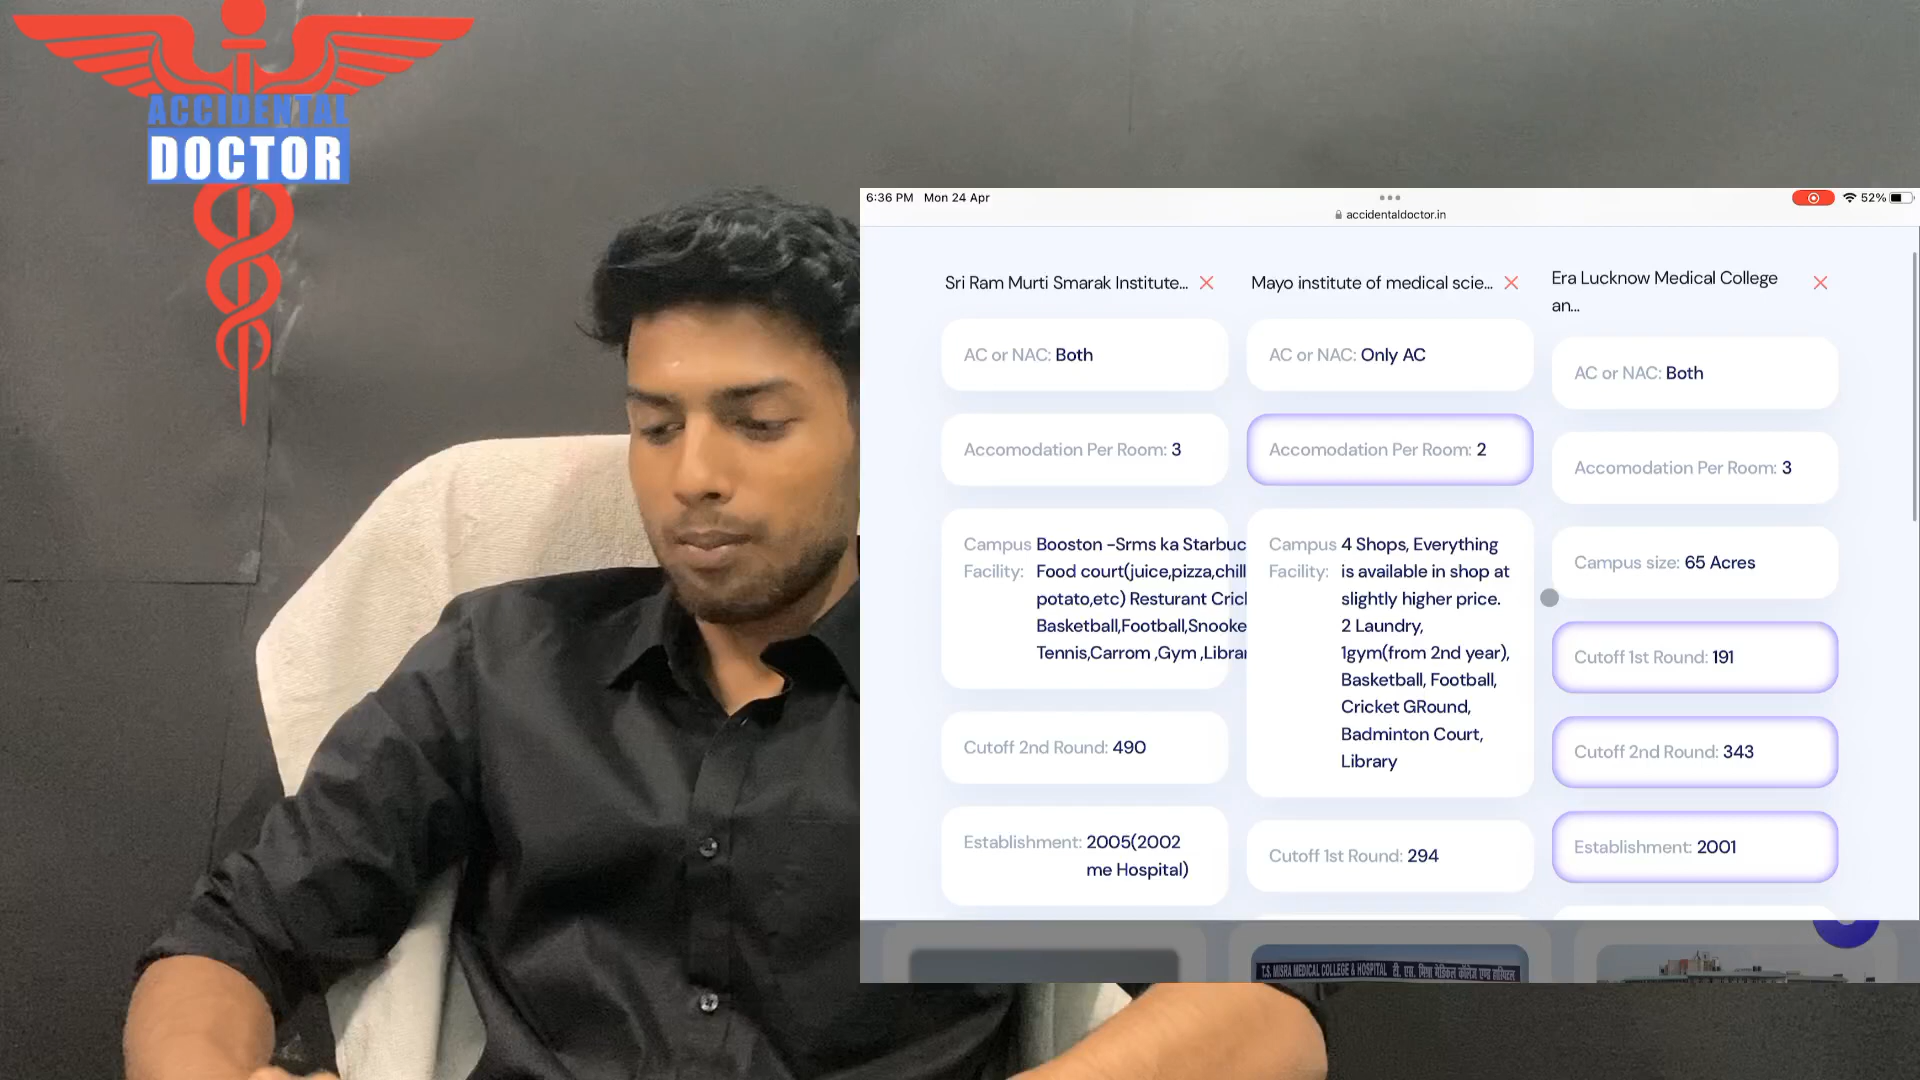 ACCIDENTAL
DOCTOR
6:36 PM Mon 24 Apr
52%
accidentaldoctor.in
Sri Ram Murti Smarak Institute...
AC or NAC: Both
Accomodation Per Room: 3
Campus Facility: Booston -Srms ka Starbuc
Food court(juice,pizza,chill
potato,etc) Resturant Cricl
Basketball,Football,Snooke
Tennis,Carrom ,Gym ,Librar
Cutoff 2nd Round: 490
Establishment: 2005(2002
me Hospital)
Mayo institute of medical scie...
AC or NAC: Only AC
Accomodation Per Room: 2
Campus Facility: 4 Shops, Everything
is available in shop at
slightly higher price.
2 Laundry,
1gym(from 2nd year),
Basketball, Football,
Cricket GRound,
Badminton Court,
Library
Cutoff 1st Round: 294
Era Lucknow Medical College
an...
AC or NAC: Both
Accomodation Per Room: 3
Campus size: 65 Acres
Cutoff 1st Round: 191
Cutoff 2nd Round: 343
Establishment: 2001
T.S. MISRA MEDICAL COLLEGE & HOSPITAL टी. एस. मिश्रा मेडिकल कॉलेज एण्ड हास्पिटल